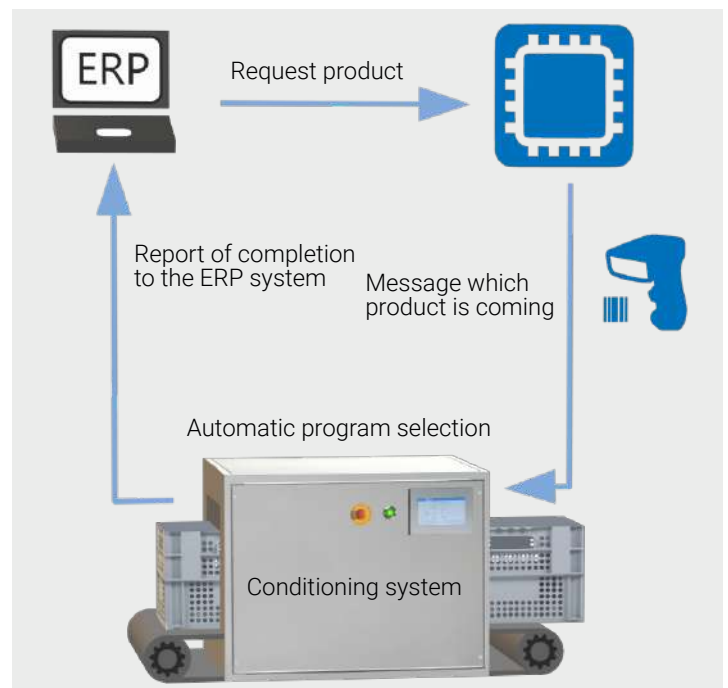 ERP
Request product
Report of completion
to the ERP system
Message which
product is coming
Automatic program selection
Conditioning system